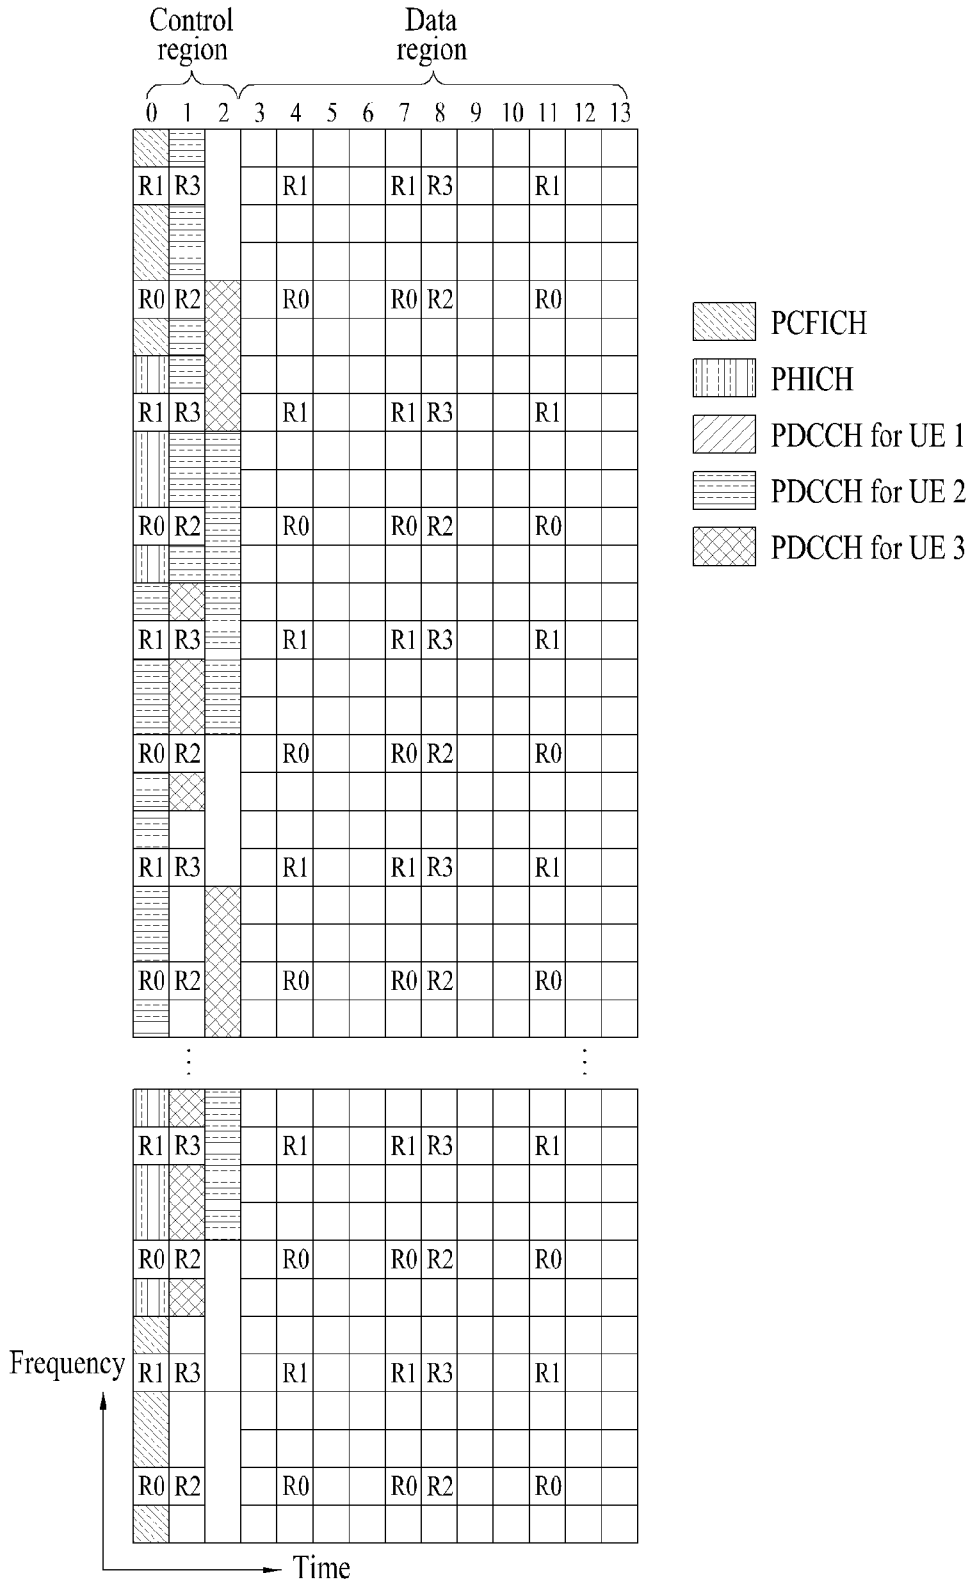 Control region
Data region
0 1 2 3 4 5 6 7 8 9 10 11 12 13
R1 R3 R1 R1 R3 R1
R0 R2 R0 R0 R2 R0
PCFICH
PHICH
R1 R3 R1 R1 R3 R1
PDCCH for UE 1
PDCCH for UE 2
R0 R2 R0 R0 R2 R0
PDCCH for UE 3
R1 R3 R1 R1 R3 R1
R0 R2 R0 R0 R2 R0
R1 R3 R1 R1 R3 R1
R0 R2 R0 R0 R2 R0
R1 R3 R1 R1 R3 R1
R0 R2 R0 R0 R2 R0
Frequency
R1 R3 R1 R1 R3 R1
R0 R2 R0 R0 R2 R0
Time